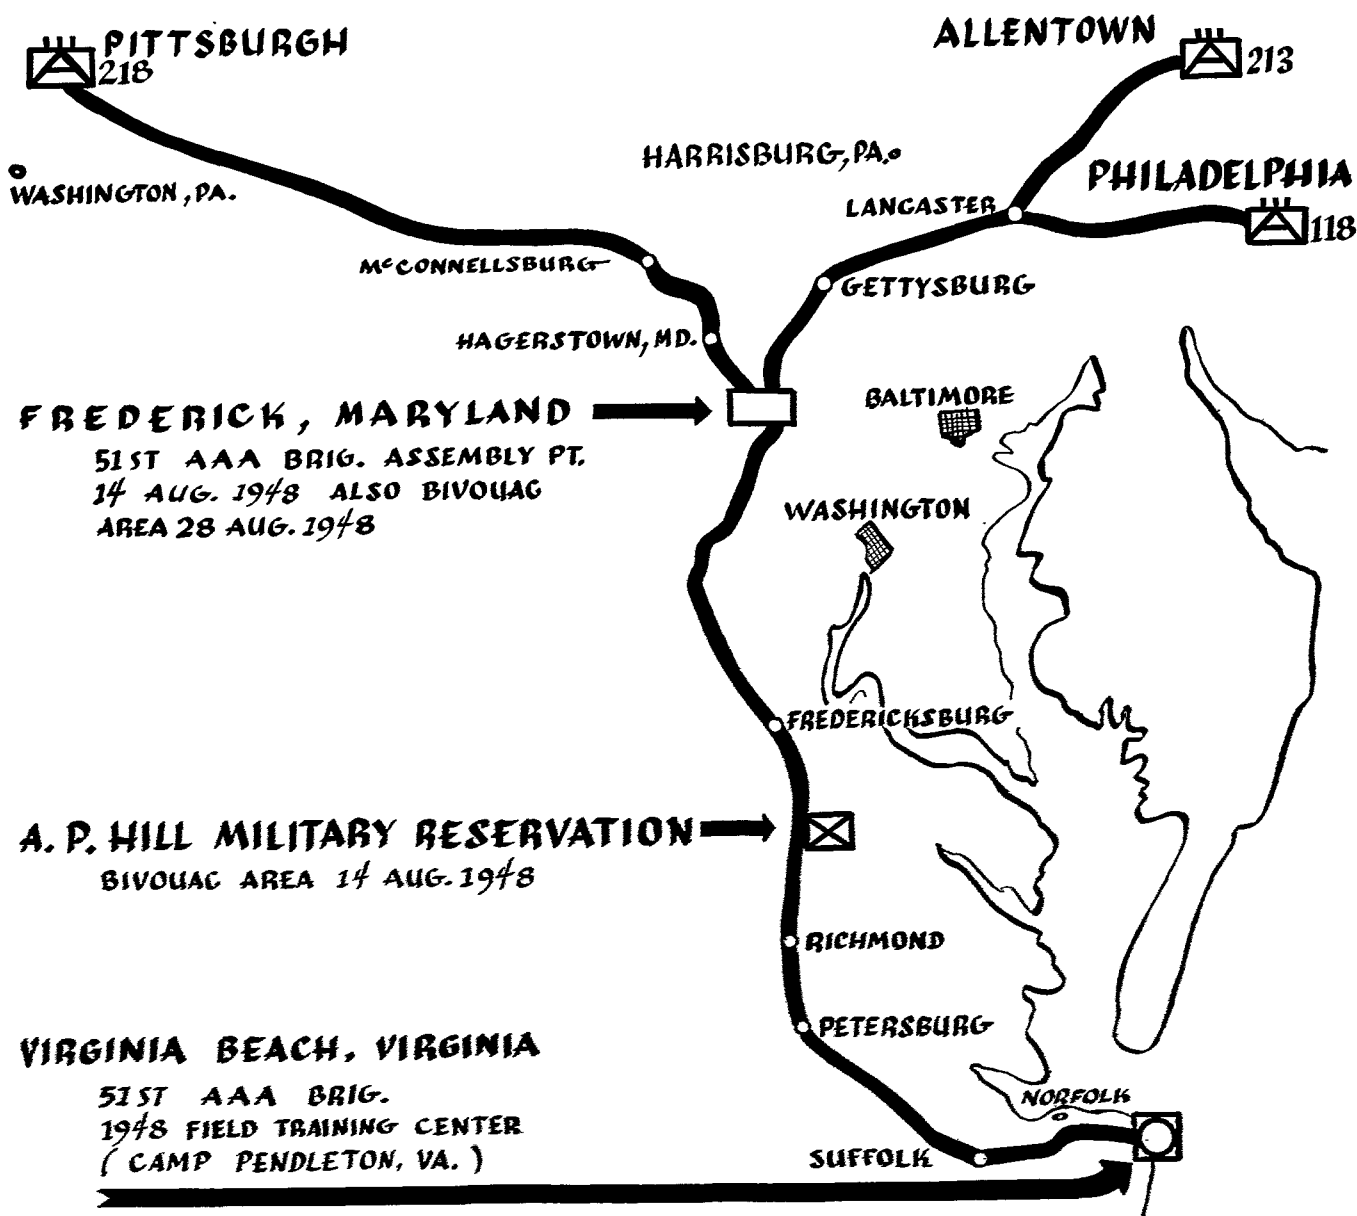 PITTSBURGH
218
ALLENTOWN
213
HARRISBURG, PA.
PHILADELPHIA
118
WASHINGTON, PA.
LANCASTER
McCONNELLSBURG
GETTYSBURG
HAGERSTOWN, MD.
BALTIMORE
FREDERICK, MARYLAND
51ST AAA BRIG. ASSEMBLY PT.
14 AUG. 1948 ALSO BIVOUAC
AREA 28 AUG. 1948
WASHINGTON
FREDERICKSBURG
A. P. HILL MILITARY RESERVATION
BIVOUAC AREA 14 AUG. 1948
RICHMOND
PETERSBURG
VIRGINIA BEACH, VIRGINIA
51ST AAA BRIG.
1948 FIELD TRAINING CENTER
( CAMP PENDLETON, VA. )
NORFOLK
SUFFOLK